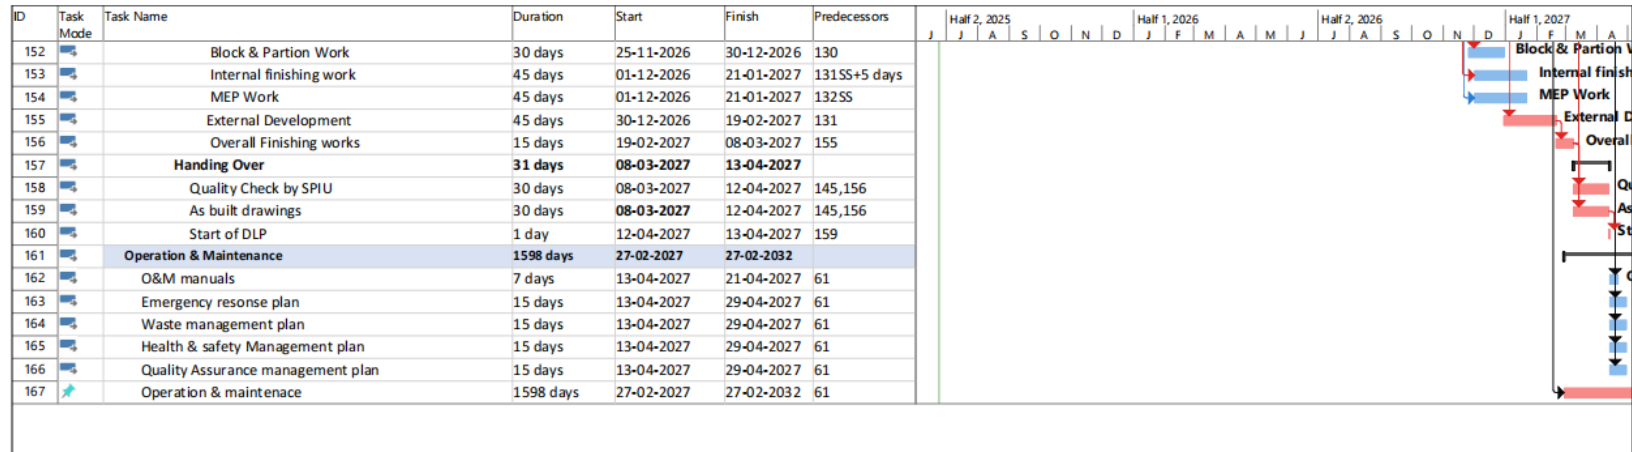 ID Task Mode Task Name Duration Start Finish Predecessors
Half 2, 2025 Half 1, 2026 Half 2, 2026 Half 1, 2027
J J A S O N D J F M A M J J A S O N D J F M A
152 Block & Partion Work 30 days 25-11-2026 30-12-2026 130 Block & Partion
153 Internal finishing work 45 days 01-12-2026 21-01-2027 131SS+5 days Internal finish
154 MEP Work 45 days 01-12-2026 21-01-2027 132SS MEP Work
155 External Development 45 days 30-12-2026 19-02-2027 131 External D
156 Overall Finishing works 15 days 19-02-2027 08-03-2027 155 Overall
157 Handing Over 31 days 08-03-2027 13-04-2027
158 Quality Check by SPIU 30 days 08-03-2027 12-04-2027 145,156 Qu
159 As built drawings 30 days 08-03-2027 12-04-2027 145,156 As
160 Start of DLP 1 day 12-04-2027 13-04-2027 159 St
161 Operation & Maintenance 1598 days 27-02-2027 27-02-2032
162 O&M manuals 7 days 13-04-2027 21-04-2027 61
163 Emergency resonse plan 15 days 13-04-2027 29-04-2027 61
164 Waste management plan 15 days 13-04-2027 29-04-2027 61
165 Health & safety Management plan 15 days 13-04-2027 29-04-2027 61
166 Quality Assurance management plan 15 days 13-04-2027 29-04-2027 61
167 Operation & maintenace 1598 days 27-02-2027 27-02-2032 61